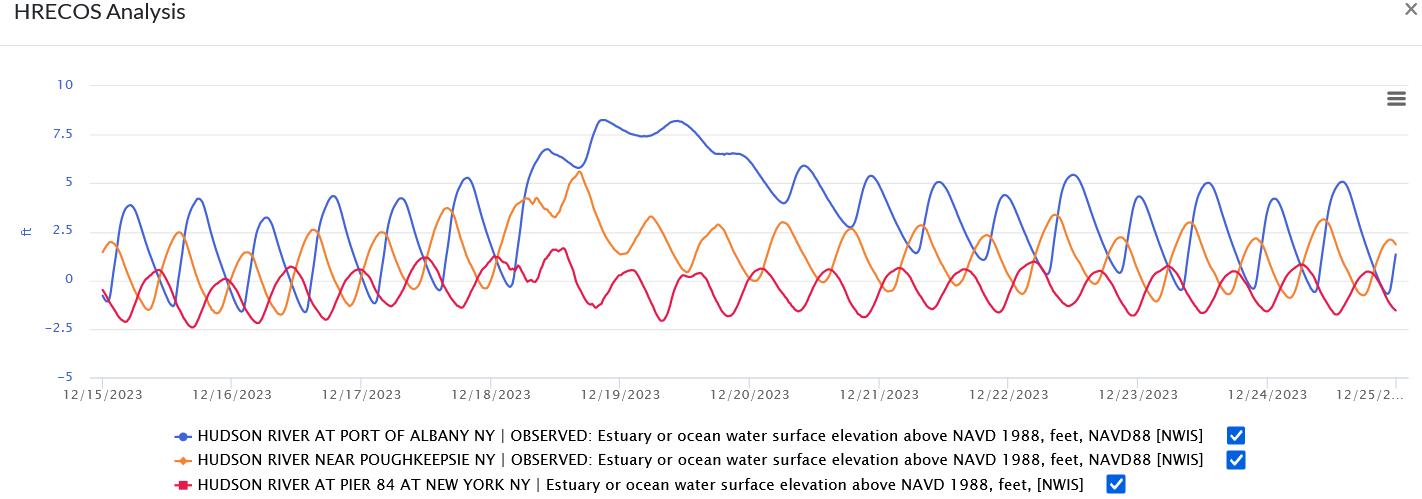 HRECOS Analysis
×
10
7.5
5
2.5
0
-2.5
-5
ft
12/15/2023 12/16/2023 12/17/2023 12/18/2023 12/19/2023 12/20/2023 12/21/2023 12/22/2023 12/23/2023 12/24/2023 12/25/2...
HUDSON RIVER AT PORT OF ALBANY NY | OBSERVED: Estuary or ocean water surface elevation above NAVD 1988, feet, NAVD88 [NWIS]
HUDSON RIVER NEAR POUGHKEEPSIE NY | OBSERVED: Estuary or ocean water surface elevation above NAVD 1988, feet, NAVD88 [NWIS]
HUDSON RIVER AT PIER 84 AT NEW YORK NY | Estuary or ocean water surface elevation above NAVD 1988, feet, [NWIS]